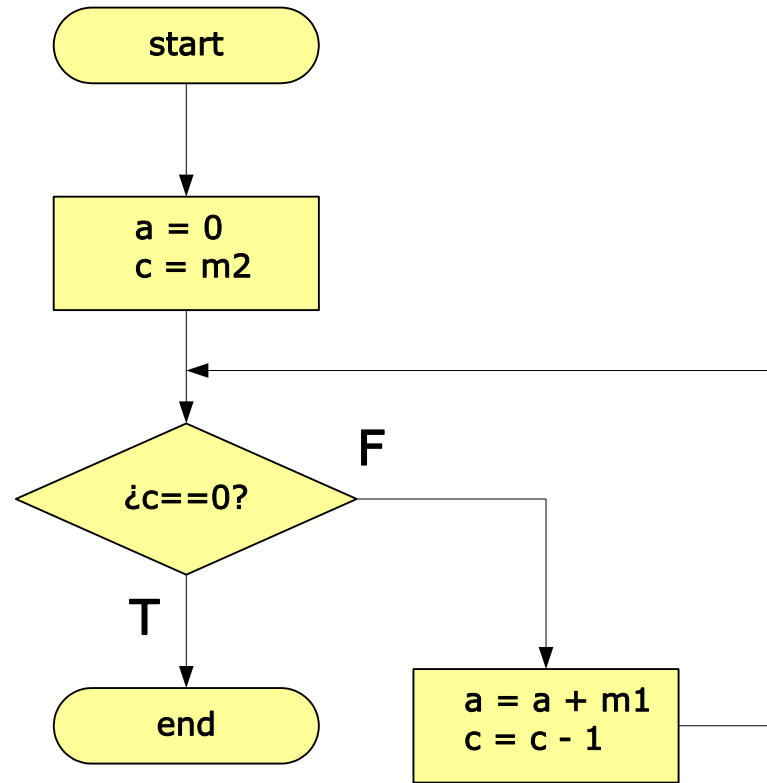 start
a = 0
c = m2
F
¿c==0?
T
a = a + m1
c = c - 1
end